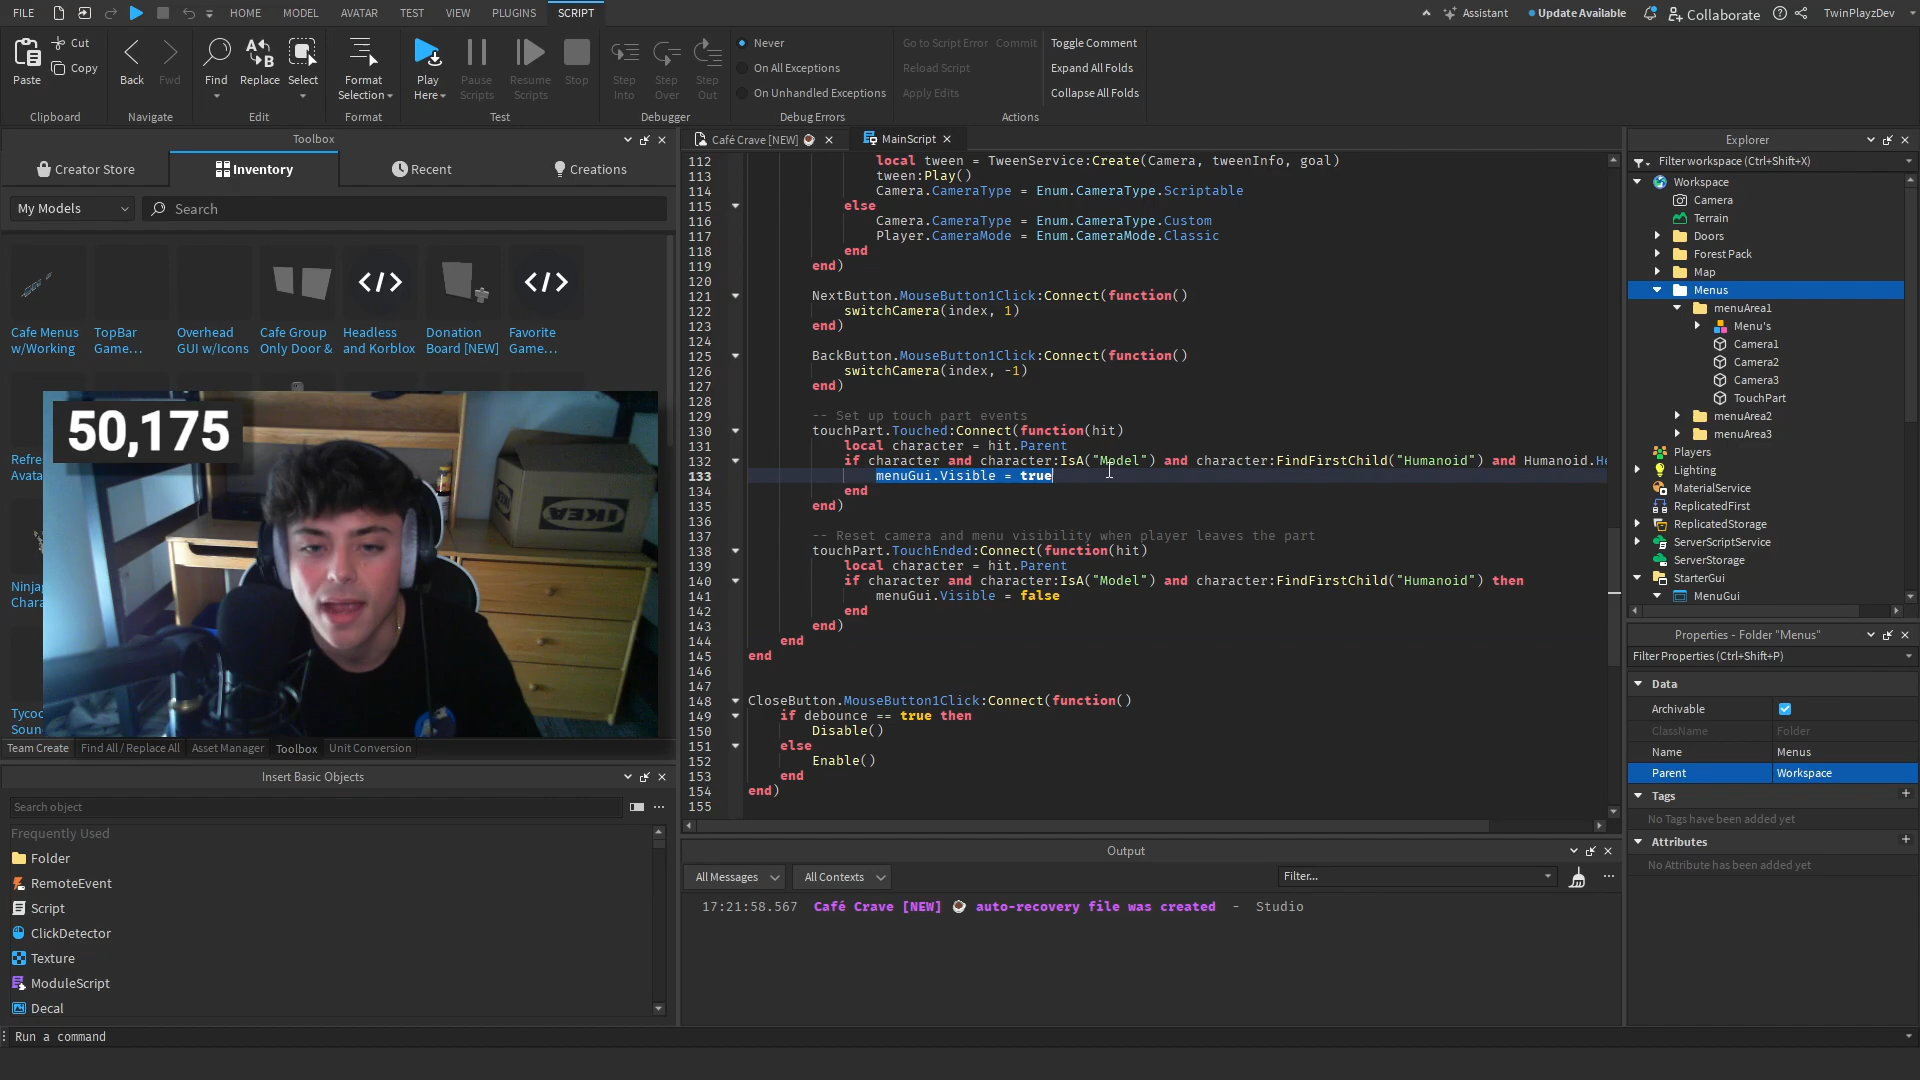 FILE HOME MODEL AVATAR TEST VIEW PLUGINS SCRIPT Assistant Update Available Collaborate TwinPlayzDev
Cut
Copy
Paste
Back Fwd
Find Replace Select
Format Selection
Play Here
Pause Scripts
Resume Scripts
Stop
Step Into
Step Over
Step Out
Never
On All Exceptions
On Unhandled Exceptions
Go to Script Error Commit
Reload Script
Apply Edits
Toggle Comment
Expand All Folds
Collapse All Folds
Clipboard Navigate Edit Format Test Debugger Debug Errors Actions
Toolbox
Creator Store Inventory Recent Creations
My Models Search
Cafe Menus w/Working
TopBar Game...
Overhead GUI w/Icons
Cafe Group Only Door &
Headless and Korblox
Donation Board [NEW]
Favorite Game...
50,175
IKEA
Team Create Find All / Replace All Asset Manager Toolbox Unit Conversion
Insert Basic Objects
Search object
Frequently Used
Folder
RemoteEvent
Script
ClickDetector
Texture
ModuleScript
Decal
Café Crave [NEW] MainScript
112 local tween = TweenService:Create(Camera, tweenInfo, goal)
113 tween:Play()
114 Camera.CameraType = Enum.CameraType.Scriptable
115 else
116 Camera.CameraType = Enum.CameraType.Custom
117 Player.CameraMode = Enum.CameraMode.Classic
118 end
119 end)
120
121 NextButton.MouseButton1Click:Connect(function()
122 switchCamera(index, 1)
123 end)
124
125 BackButton.MouseButton1Click:Connect(function()
126 switchCamera(index, -1)
127 end)
128
129 -- Set up touch part events
130 touchPart.Touched:Connect(function(hit)
131 local character = hit.Parent
132 if character and character:IsA("Model") and character:FindFirstChild("Humanoid") and Humanoid.He
133 menuGui.Visible = true
134 end
135 end)
136
137 -- Reset camera and menu visibility when player leaves the part
138 touchPart.TouchEnded:Connect(function(hit)
139 local character = hit.Parent
140 if character and character:IsA("Model") and character:FindFirstChild("Humanoid") then
141 menuGui.Visible = false
142 end
143 end)
144 end
145 end
146
147
148 CloseButton.MouseButton1Click:Connect(function()
149 if debounce == true then
150 Disable()
151 else
152 Enable()
153 end
154 end)
155
Output
All Messages All Contexts Filter...
17:21:58.567 Café Crave [NEW] auto-recovery file was created - Studio
Explorer
Filter workspace (Ctrl+Shift+X)
Workspace
Camera
Terrain
Doors
Forest Pack
Map
Menus
menuArea1
Menu's
Camera1
Camera2
Camera3
TouchPart
menuArea2
menuArea3
Players
Lighting
MaterialService
ReplicatedFirst
ReplicatedStorage
ServerScriptService
ServerStorage
StarterGui
MenuGui
Properties - Folder "Menus"
Filter Properties (Ctrl+Shift+P)
Data
Archivable
ClassName Folder
Name Menus
Parent Workspace
Tags
No Tags have been added yet
Attributes
No Attribute has been added yet
Run a command